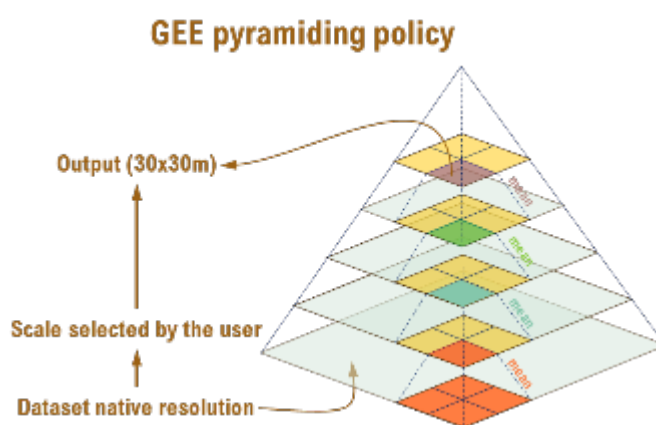 GEE pyramiding policy
Output (30x30m)
mean
mean
Scale selected by the user
mean
mean
Dataset native resolution